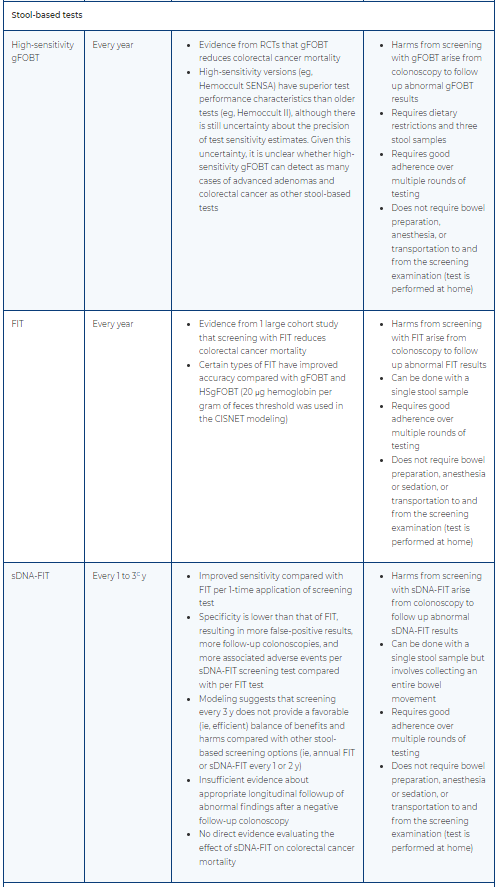 Stool-based tests
High-sensitivity
gFOBT
Every year
Evidence from RCTs that gFOBT
reduces colorectal cancer mortality
High-sensitivity versions (eg,
Hemoccult SENSA) have superior test
performance characteristics than older
tests (eg, Hemoccult II), although there
is still uncertainty about the precision
of test sensitivity estimates. Given this
uncertainty, it is unclear whether high-
sensitivity gFOBT can detect as many
cases of advanced adenomas and
colorectal cancer as other stool-based
tests
Harms from screening
with gFOBT arise from
colonoscopy to follow
up abnormal gFOBT
results
Requires dietary
restrictions and three
stool samples
Requires good
adherence over
multiple rounds of
testing
Does not require bowel
preparation,
anesthesia, or
transportation to and
from the screening
examination (test is
performed at home)
FIT
Every year
Evidence from 1 large cohort study
that screening with FIT reduces
colorectal cancer mortality
Certain types of FIT have improved
accuracy compared with gFOBT and
HSgFOBT (20 μg hemoglobin per
gram of feces threshold was used in
the CISNET modeling)
Harms from screening
with FIT arise from
colonoscopy to follow
up abnormal FIT results
Can be done with a
single stool sample
Requires good
adherence over
multiple rounds of
testing
Does not require bowel
preparation, anesthesia
or sedation, or
transportation to and
from the screening
examination (test is
performed at home)
sDNA-FIT
Every 1 to 3ᶜ y
Improved sensitivity compared with
FIT per 1-time application of screening
test
Specificity is lower than that of FIT,
resulting in more false-positive results,
more follow-up colonoscopies, and
more associated adverse events per
sDNA-FIT screening test compared
with per FIT test
Modeling suggests that screening
every 3 y does not provide a favorable
(ie, efficient) balance of benefits and
harms compared with other stool-
based screening options (ie, annual FIT
or sDNA-FIT every 1 or 2 y)
Insufficient evidence about
appropriate longitudinal followup of
abnormal findings after a negative
follow-up colonoscopy
No direct evidence evaluating the
effect of sDNA-FIT on colorectal cancer
mortality
Harms from screening
with sDNA-FIT arise
from colonoscopy to
follow up abnormal
sDNA-FIT results
Can be done with a
single stool sample but
involves collecting an
entire bowel
movement
Requires good
adherence over
multiple rounds of
testing
Does not require bowel
preparation, anesthesia
or sedation, or
transportation to and
from the screening
examination (test is
performed at home)